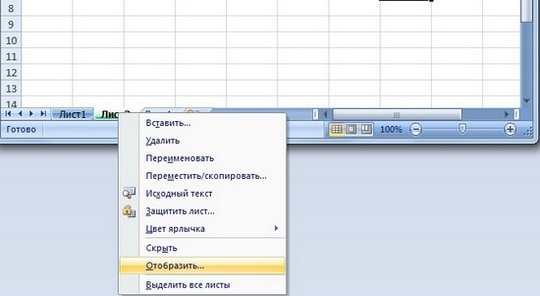 8
9
10
11
12
13
14
Лист1
Готово
100%
Вставить...
Удалить
Переименовать
Переместить/скопировать...
Исходный текст
Защитить лист...
Цвет ярлычка
Скрыть
Отобразить...
Выделить все листы